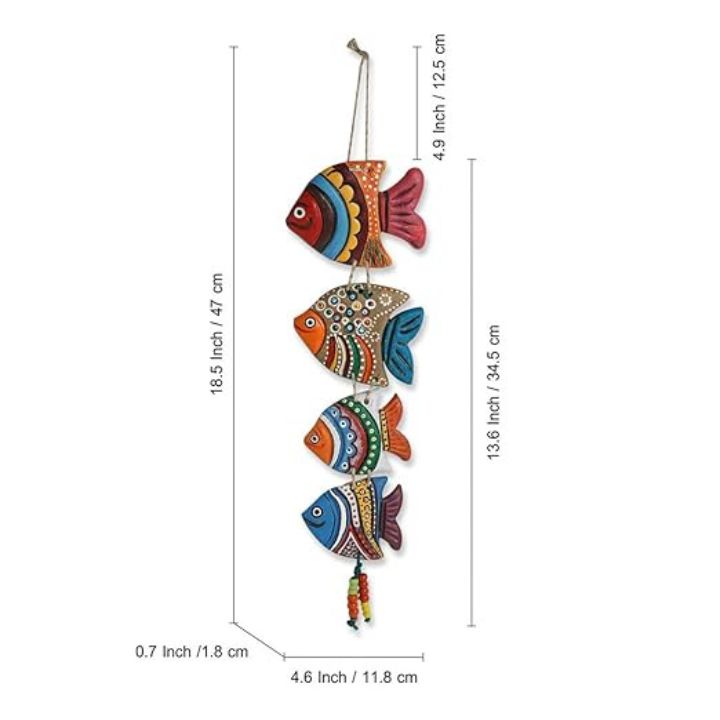 4.9 Inch / 12.5 cm
18.5 Inch / 47 cm
13.6 Inch / 34.5 cm
0.7 Inch /1.8 cm
4.6 Inch / 11.8 cm